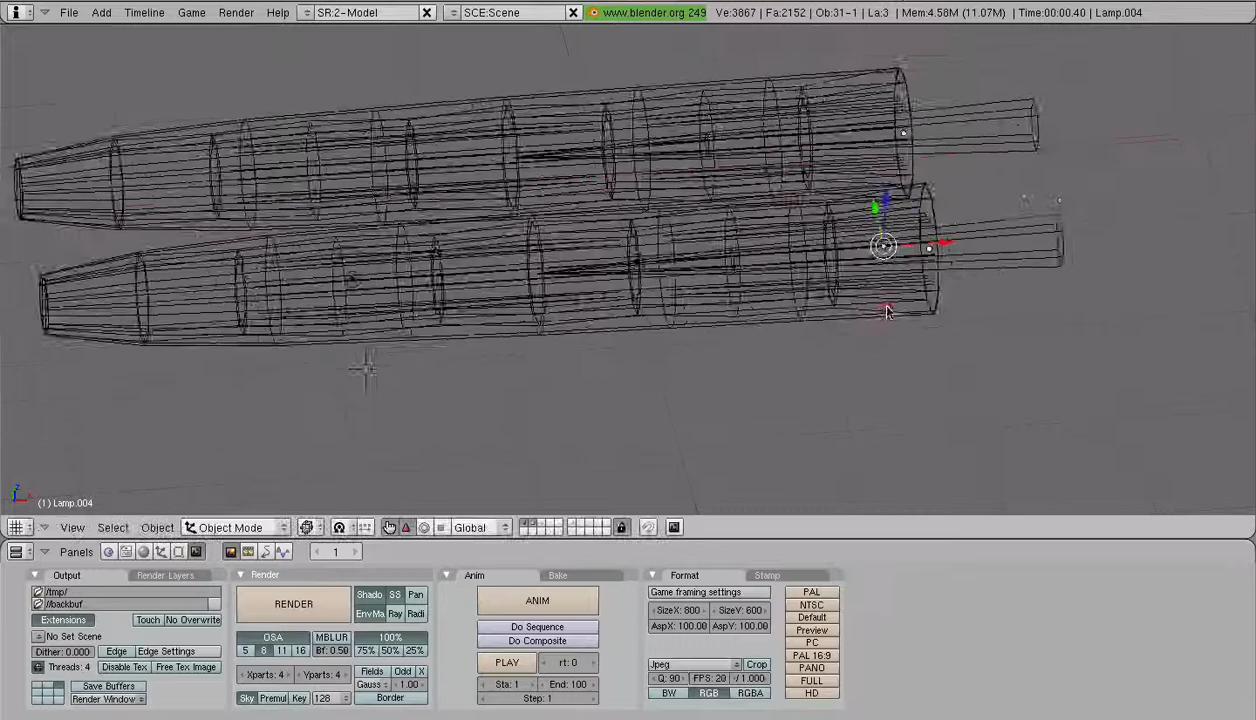 File Add Timeline Game Render Help SR:2-Model SCE:Scene www.blender.org 249 Ve:3867 | Fa:2152 | Ob:31-1 | La:3 | Mem:4.58M (11.07M) | Time:00:00.40 | Lamp.004
(1) Lamp.004
View Select Object Object Mode Global
Panels 1
Output Render Layers Render Anim Bake Format Stamp
/tmp/
//backbuf
Extensions Touch No Overwrite
No Set Scene
Dither: 0.000 Edge Edge Settings
Threads: 4 Disable Tex Free Tex Image
Save Buffers
Render Window
RENDER
Shado SS Pan
EnvMa Ray Radi
OSA MBLUR 100%
5 8 11 16 Bf: 0.50 75% 50% 25%
Xparts: 4 Yparts: 4 Fields Odd X
Gauss 1.00
Sky Premul Key 128 Border
ANIM
Do Sequence
Do Composite
PLAY rt: 0
Sta: 1 End: 100
Step: 1
Game framing settings
SizeX: 800 SizeY: 600
AspX: 100.00 AspY: 100.00
Jpeg Crop
Q: 90 FPS: 20 /: 1.000
BW RGB RGBA
PAL
NTSC
Default
Preview
PC
PAL 16:9
PANO
FULL
HD